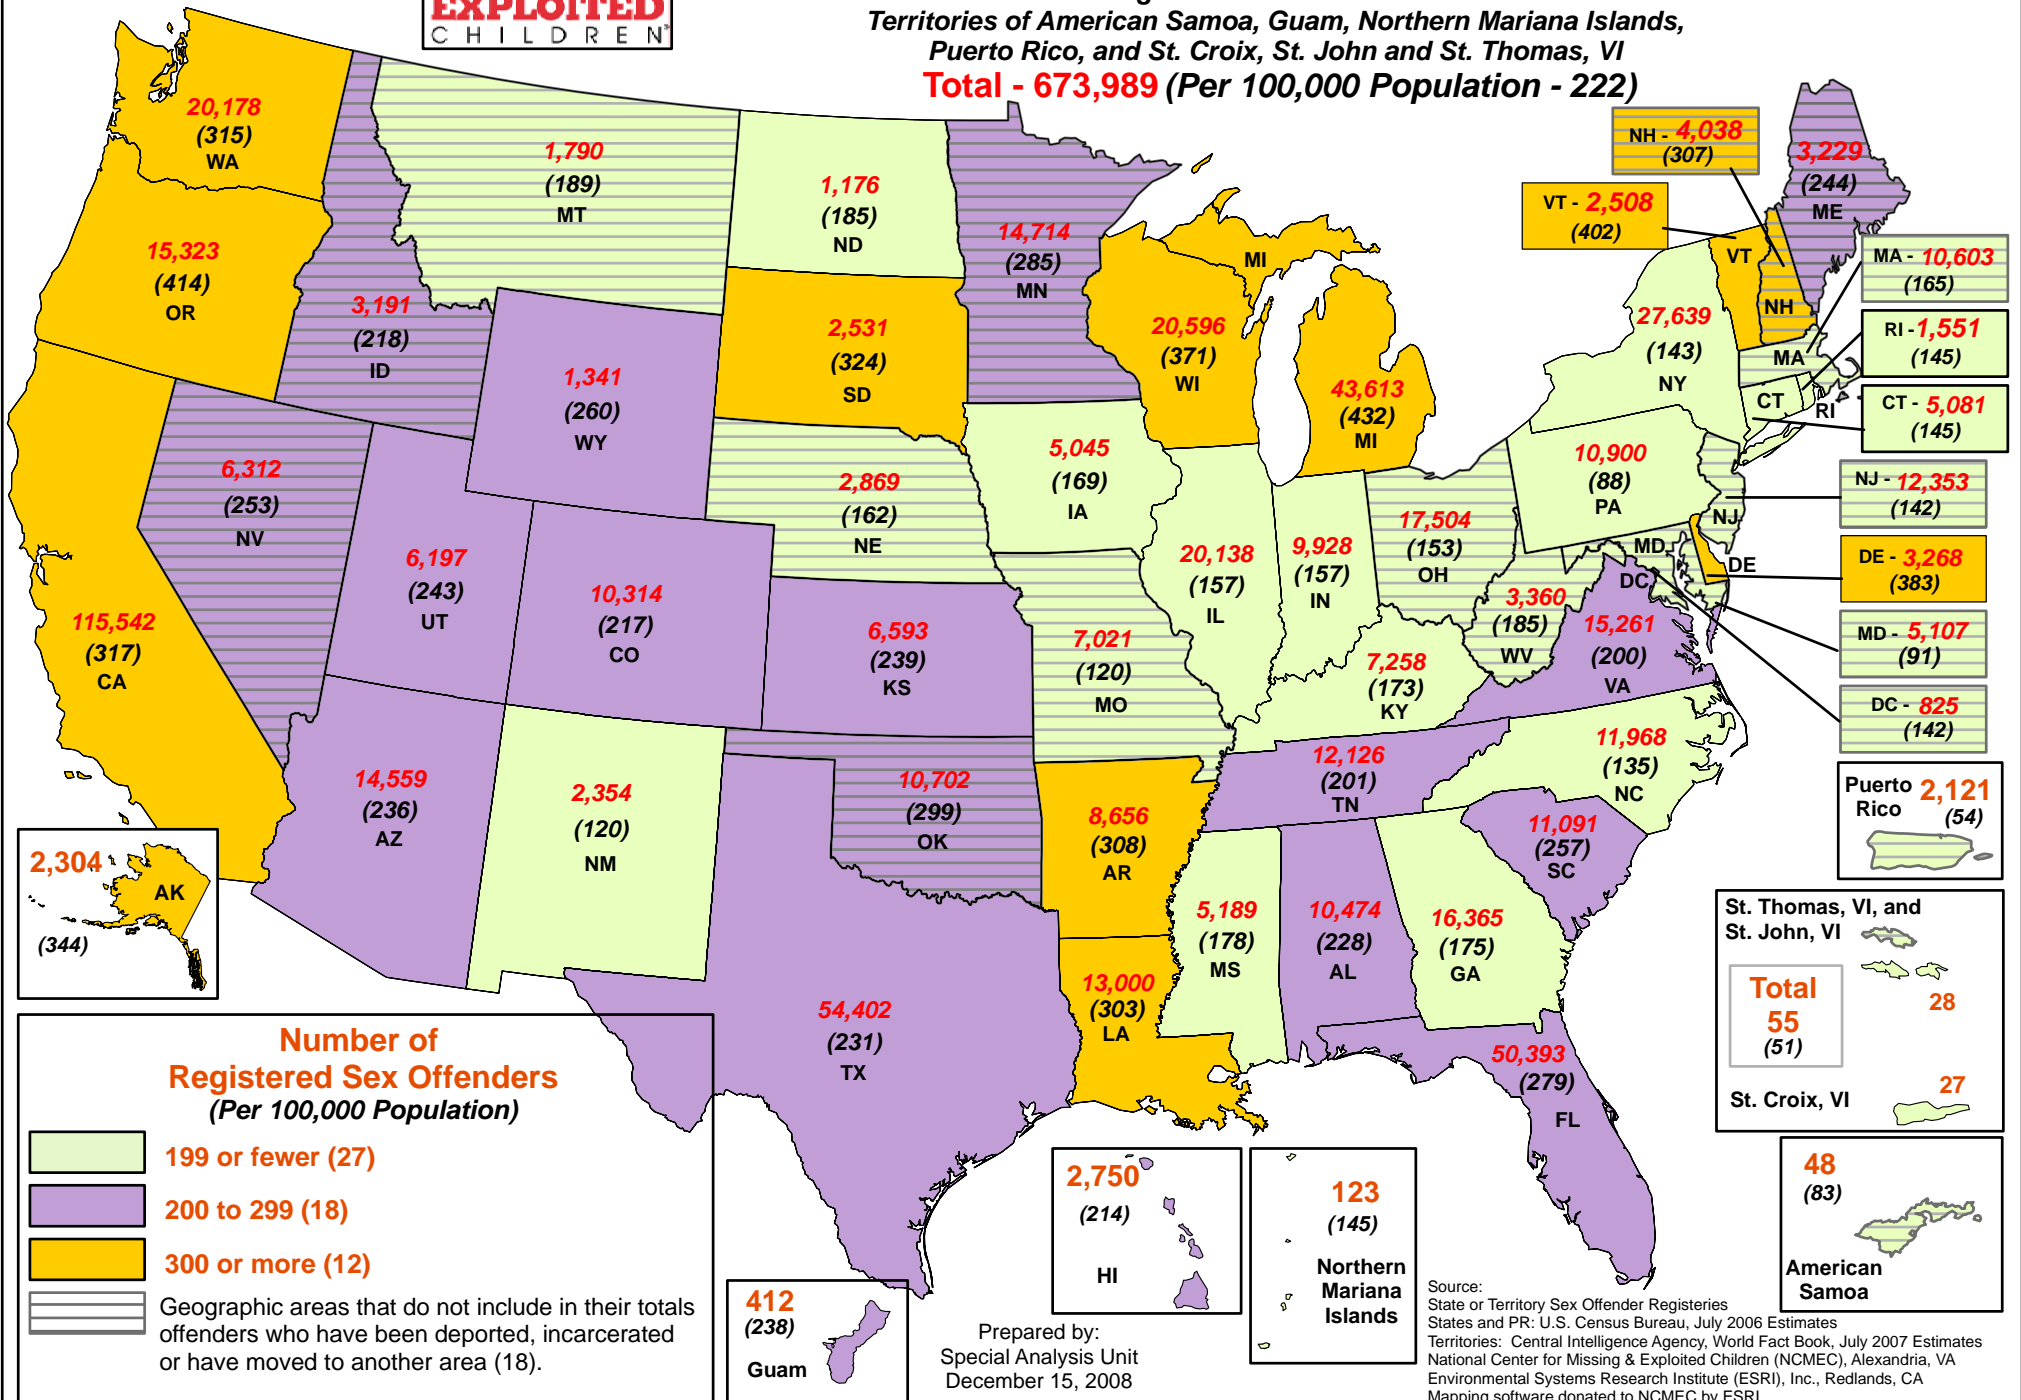 EXPLOITED
CHILDREN
Territories of American Samoa, Guam, Northern Mariana Islands,
Puerto Rico, and St. Croix, St. John and St. Thomas, VI
Total - 673,989 (Per 100,000 Population - 222)
20,178
(315)
WA
15,323
(414)
OR
115,542
(317)
CA
3,191
(218)
ID
6,312
(253)
NV
1,790
(189)
MT
1,341
(260)
WY
6,197
(243)
UT
10,314
(217)
CO
14,559
(236)
AZ
2,354
(120)
NM
1,176
(185)
ND
2,531
(324)
SD
2,869
(162)
NE
6,593
(239)
KS
10,702
(299)
OK
54,402
(231)
TX
14,714
(285)
MN
5,045
(169)
IA
7,021
(120)
MO
8,656
(308)
AR
13,000
(303)
LA
20,596
(371)
WI
MI
43,613
(432)
MI
20,138
(157)
IL
9,928
(157)
IN
17,504
(153)
OH
7,258
(173)
KY
12,126
(201)
TN
5,189
(178)
MS
10,474
(228)
AL
16,365
(175)
GA
50,393
(279)
FL
11,091
(257)
SC
11,968
(135)
NC
15,261
(200)
VA
3,360
(185)
WV
10,900
(88)
PA
27,639
(143)
NY
3,229
(244)
ME
VT
NH
MA
CT
RI
NJ
DE
MD
DC
NH - 4,038
(307)
VT - 2,508
(402)
MA - 10,603
(165)
RI - 1,551
(145)
CT - 5,081
(145)
NJ - 12,353
(142)
DE - 3,268
(383)
MD - 5,107
(91)
DC - 825
(142)
Puerto Rico 2,121
(54)
St. Thomas, VI, and
St. John, VI
28
Total
55
(51)
27
St. Croix, VI
48
(83)
American
Samoa
2,304
AK
(344)
2,750
(214)
HI
123
(145)
Northern
Mariana
Islands
412
(238)
Guam
Number of
Registered Sex Offenders
(Per 100,000 Population)
199 or fewer (27)
200 to 299 (18)
300 or more (12)
Geographic areas that do not include in their totals
offenders who have been deported, incarcerated
or have moved to another area (18).
Prepared by:
Special Analysis Unit
December 15, 2008
Source:
State or Territory Sex Offender Registeries
States and PR: U.S. Census Bureau, July 2006 Estimates
Territories: Central Intelligence Agency, World Fact Book, July 2007 Estimates
National Center for Missing & Exploited Children (NCMEC), Alexandria, VA
Environmental Systems Research Institute (ESRI), Inc., Redlands, CA
Mapping software donated to NCMEC by ESRI